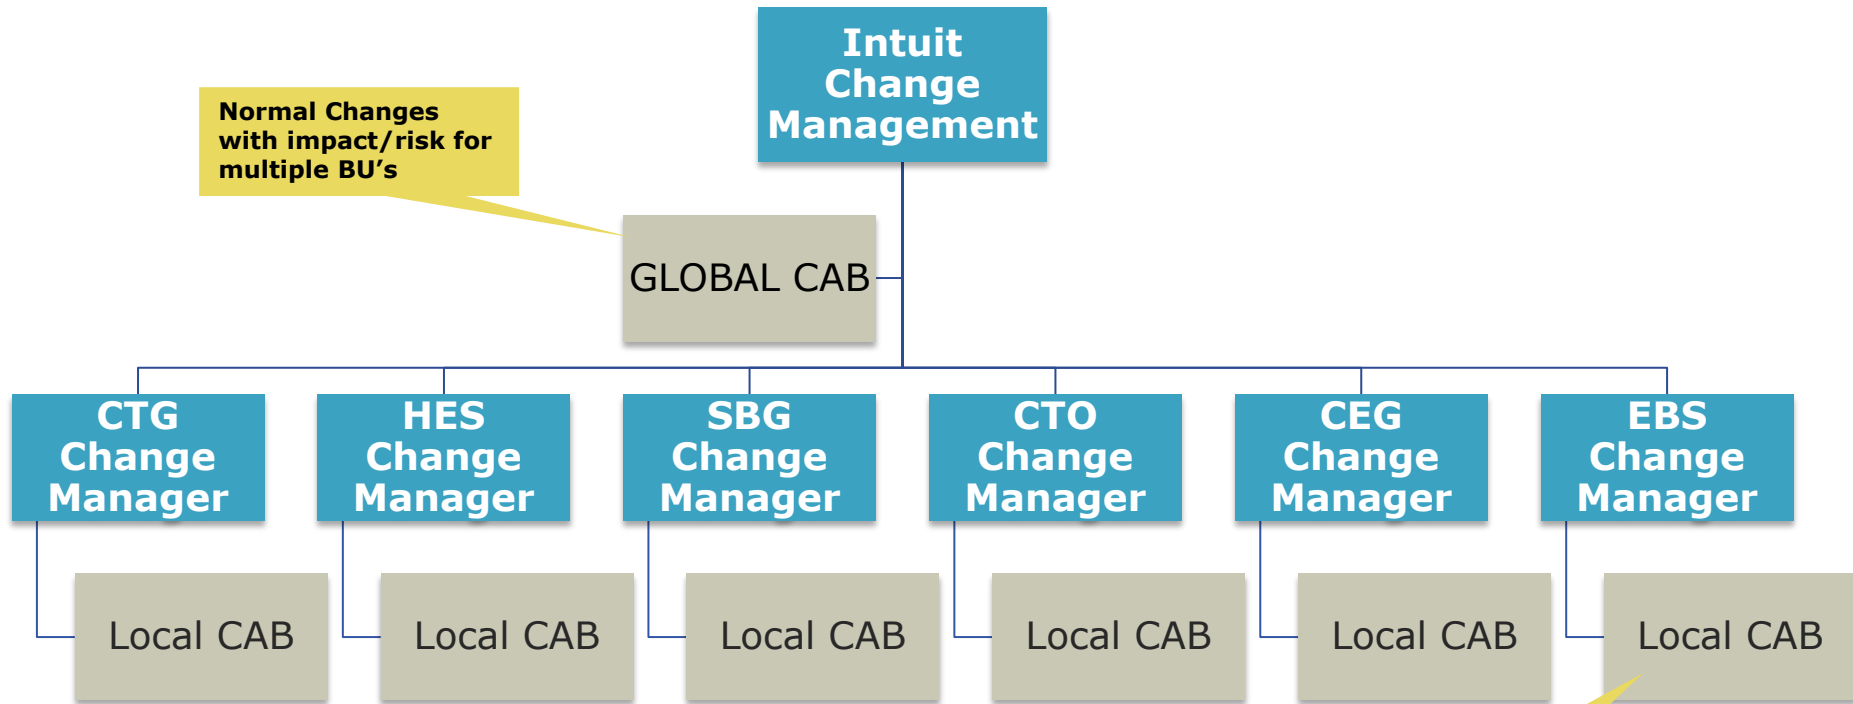 Intuit
Change
Management
Normal Changes
with impact/risk for
multiple BU’s
GLOBAL CAB
CTG
Change
Manager
HES
Change
Manager
SBG
Change
Manager
CTO
Change
Manager
CEG
Change
Manager
EBS
Change
Manager
Local CAB
Local CAB
Local CAB
Local CAB
Local CAB
Local CAB